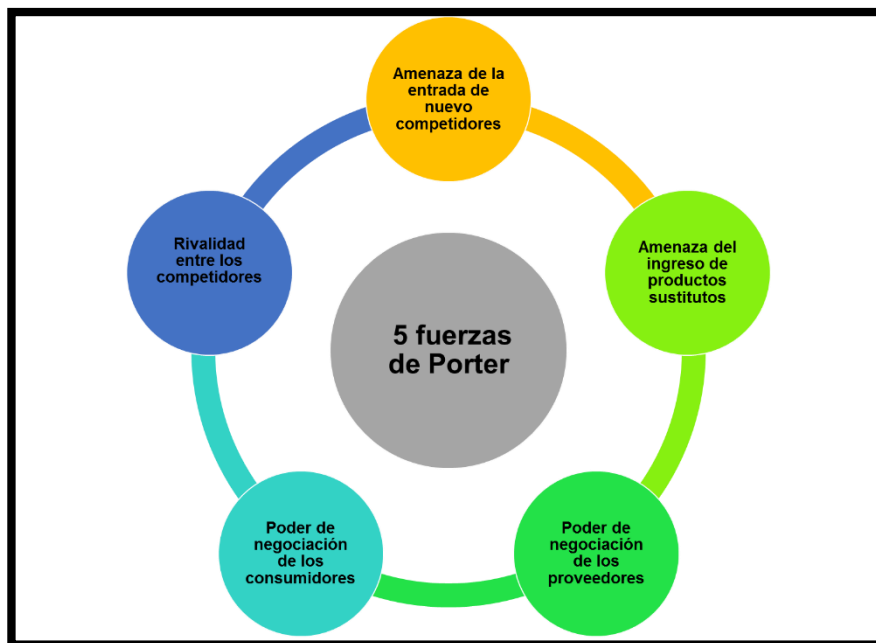 Amenaza de la
entrada de
nuevo
competidores
Rivalidad
entre los
competidores
Amenaza del
ingreso de
productos
sustitutos
5 fuerzas
de Porter
Poder de
negociación
de los
consumidores
Poder de
negociación
de los
proveedores